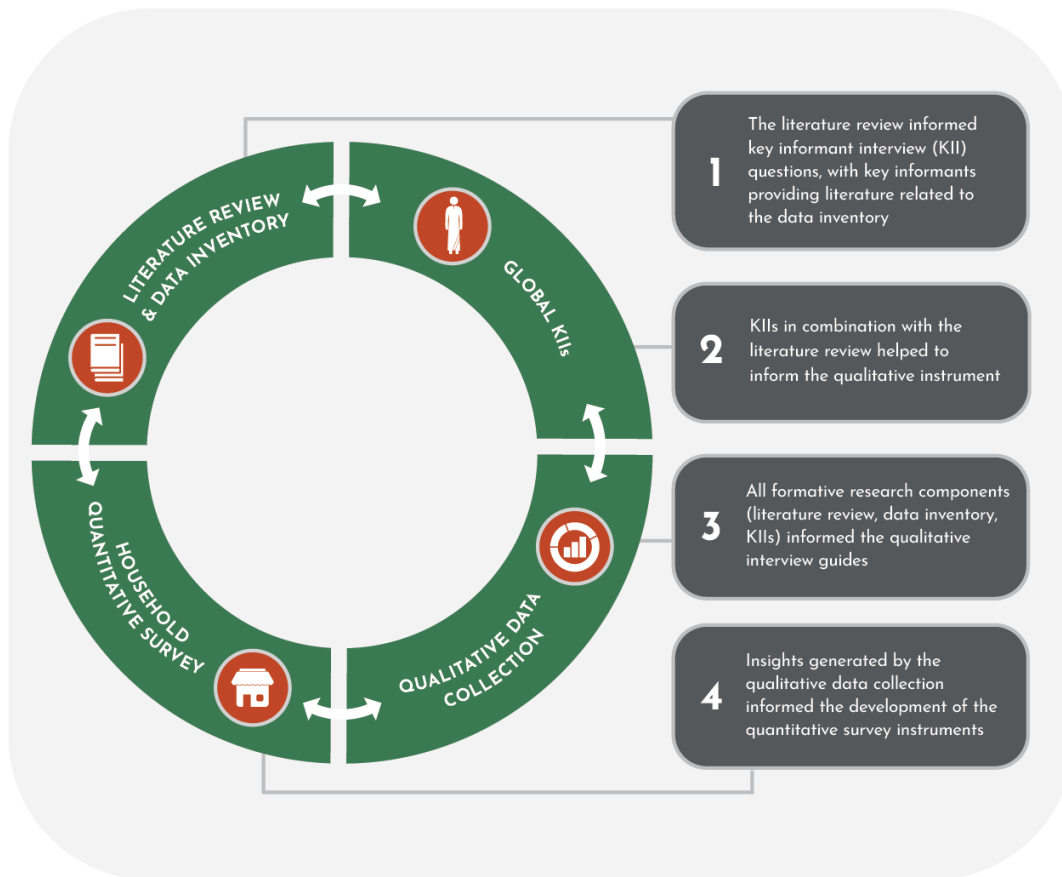 LITERATURE REVIEW
& DATA INVENTORY
GLOBAL KIIs
QUALITATIVE DATA
COLLECTION
HOUSEHOLD
QUANTITATIVE SURVEY
1
The literature review informed
key informant interview (KII)
questions, with key informants
providing literature related to
the data inventory
2
KIIs in combination with the
literature review helped to
inform the qualitative instrument
3
All formative research components
(literature review, data inventory,
KIIs) informed the qualitative
interview guides
4
Insights generated by the
qualitative data collection
informed the development of the
quantitative survey instruments